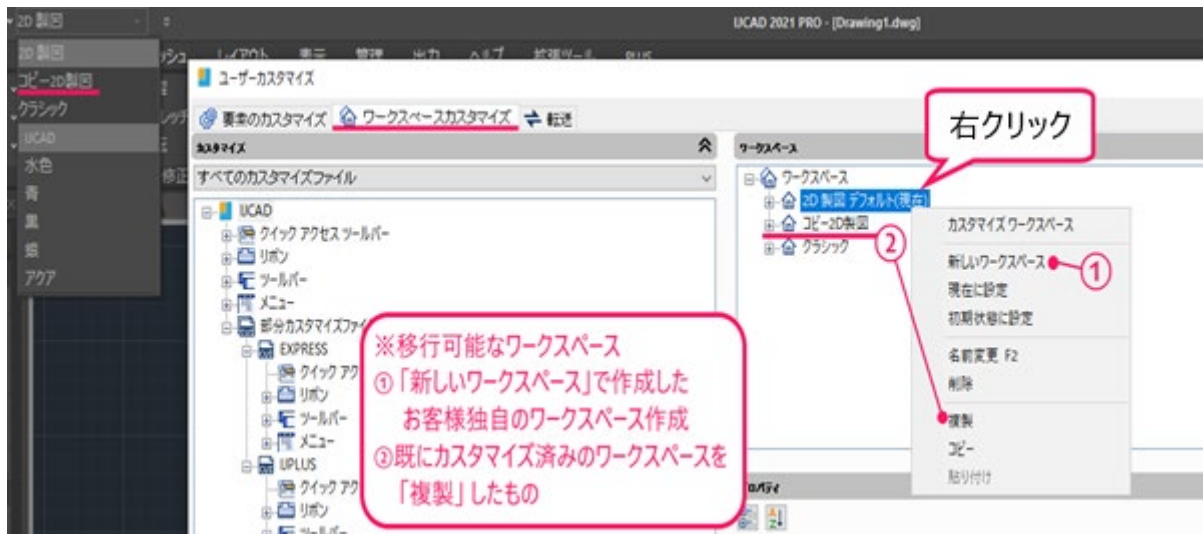 2D 製図
UCAD 2021 PRO - [Drawing1.dwg]
2D 製図
コピー2D製図
クラシック
UCAD
水色
青
黒
銀
アクア
レイアウト 表示 管理 出力 ヘルプ 拡張ツール PLUS
ユーザーカスタマイズ
要素のカスタマイズ ワークスペースカスタマイズ 転送
カスタマイズ
すべてのカスタマイズファイル
UCAD
クイック アクセス ツールバー
リボン
ツールバー
メニュー
部分カスタマイズファイ
EXPRESS
クイック アク
リボン
ツールバー
メニュー
UPLUS
クイック アク
リボン
ツールバー
ワークスペース
ワークスペース
2D 製図 デフォルト(現在)
コピー2D製図
クラシック
右クリック
カスタマイズ ワークスペース
新しいワークスペース
①
現在に設定
初期状態に設定
名前変更 F2
削除
複製
②
コピー
貼り付け
プロパティ
※移行可能なワークスペース
①「新しいワークスペース」で作成した
お客様独自のワークスペース作成
②既にカスタマイズ済みのワークスペースを
「複製」したもの